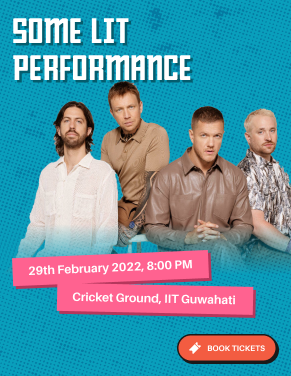 SOME LIT
PERFORMANCE
29th February 2022, 8:00 PM
Cricket Ground, IIT Guwahati
BOOK TICKETS